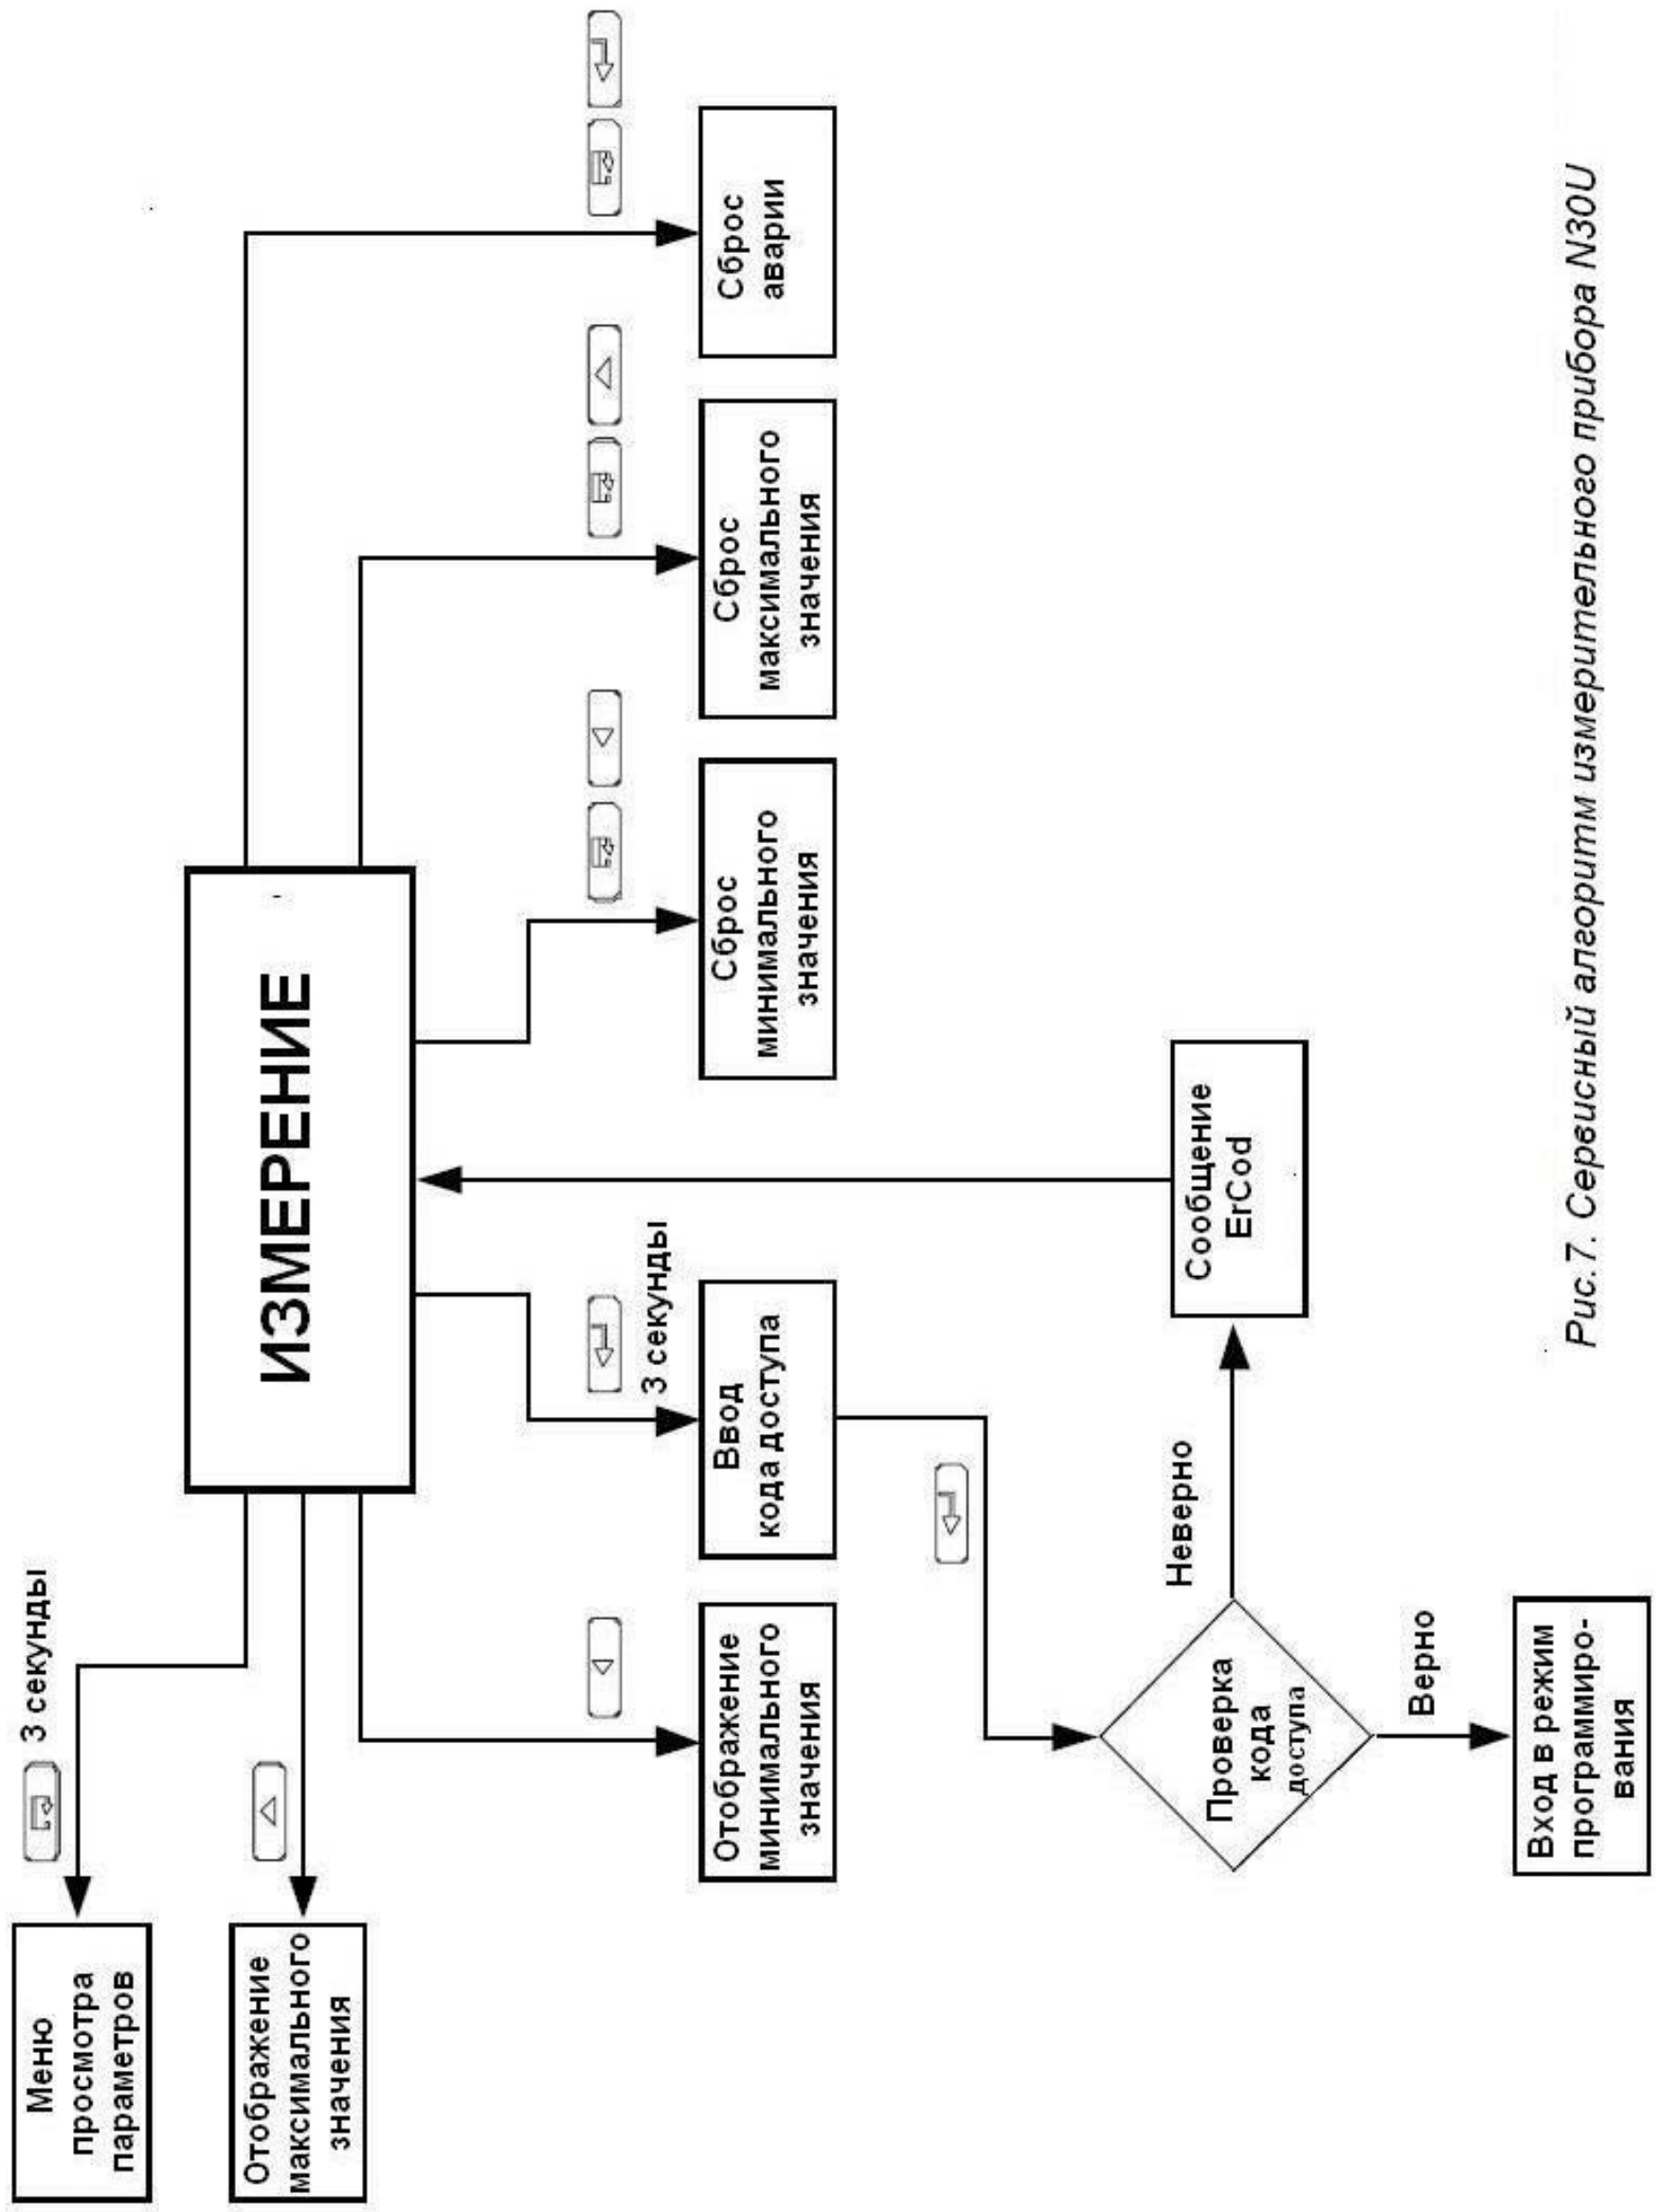 3 секунды
Меню
просмотра
параметров
ИЗМЕРЕНИЕ
Отображение
максимального
значения
3 секунды
Отображение
минимального
значения
Ввод
кода доступа
Сброс
минимального
значения
Сброс
максимального
значения
Сброс
аварии
Неверно
Сообщение
ErCod
Проверка
кода
доступа
Верно
Вход в режим
программиро-
вания
Рис.7. Сервисный алгоритм измерительного прибора N30U